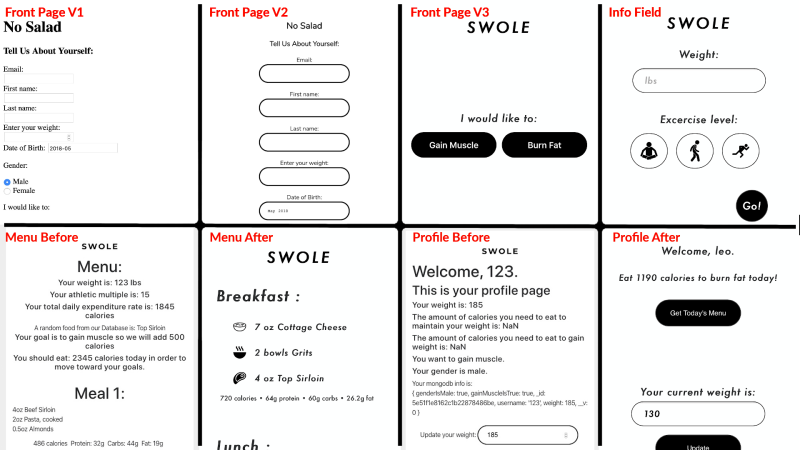 Front Page V1
No Salad
Tell Us About Yourself:
Email:
First name:
Last name:
Enter your weight:
Date of Birth: 2018-05
Gender:
Male
Female
I would like to:
Front Page V2
No Salad
Tell Us About Yourself:
Email:
First name:
Last name:
Enter your weight:
Date of Birth:
May 2018
Front Page V3
SWOLE
I would like to:
Gain Muscle
Burn Fat
Info Field
SWOLE
Weight:
lbs
Excercise level:
Go!
Menu Before
SWOLE
Menu:
Your weight is: 123 lbs
Your athletic multiple is: 15
Your total daily expenditure rate is: 1845
calories
A random food from our Database is: Top Sirloin
Your goal is to gain muscle so we will add 500
calories
You should eat: 2345 calories today in order to
move toward your goals.
Meal 1:
4oz Beef Sirloin
2oz Pasta, cooked
0.5oz Almonds
486 calories Protein: 32g Carbs: 44g Fat: 19g
Menu After
SWOLE
Breakfast :
7 oz Cottage Cheese
2 bowls Grits
4 oz Top Sirloin
720 calories • 64g protein • 60g carbs • 26.2g fat
Lunch :
Profile Before
SWOLE
Welcome, 123.
This is your profile page
Your weight is: 185
The amount of calories you need to eat to
maintain your weight is: NaN
The amount of calories you need to eat to gain
weight is: NaN
You want to gain muscle.
Your gender is male.
Your mongodb info is:
{ genderIsMale: true, gainMuscleIsTrue: true, _id:
5e51f1e8162c1b22878486be, username: '123', weight: 185, __v:
0 }
Update your weight: 185
Profile After
Welcome, leo.
Eat 1190 calories to burn fat today!
Get Today's Menu
Your current weight is:
130
Update